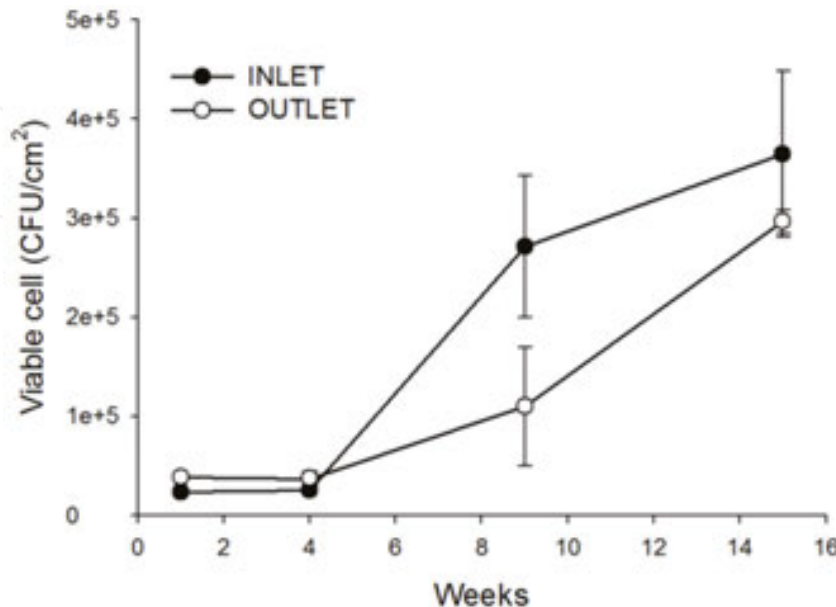 5e+5
4e+5
3e+5
2e+5
1e+5
0
Viable cell (CFU/cm²)
INLET
OUTLET
0 2 4 6 8 10 12 14 16
Weeks